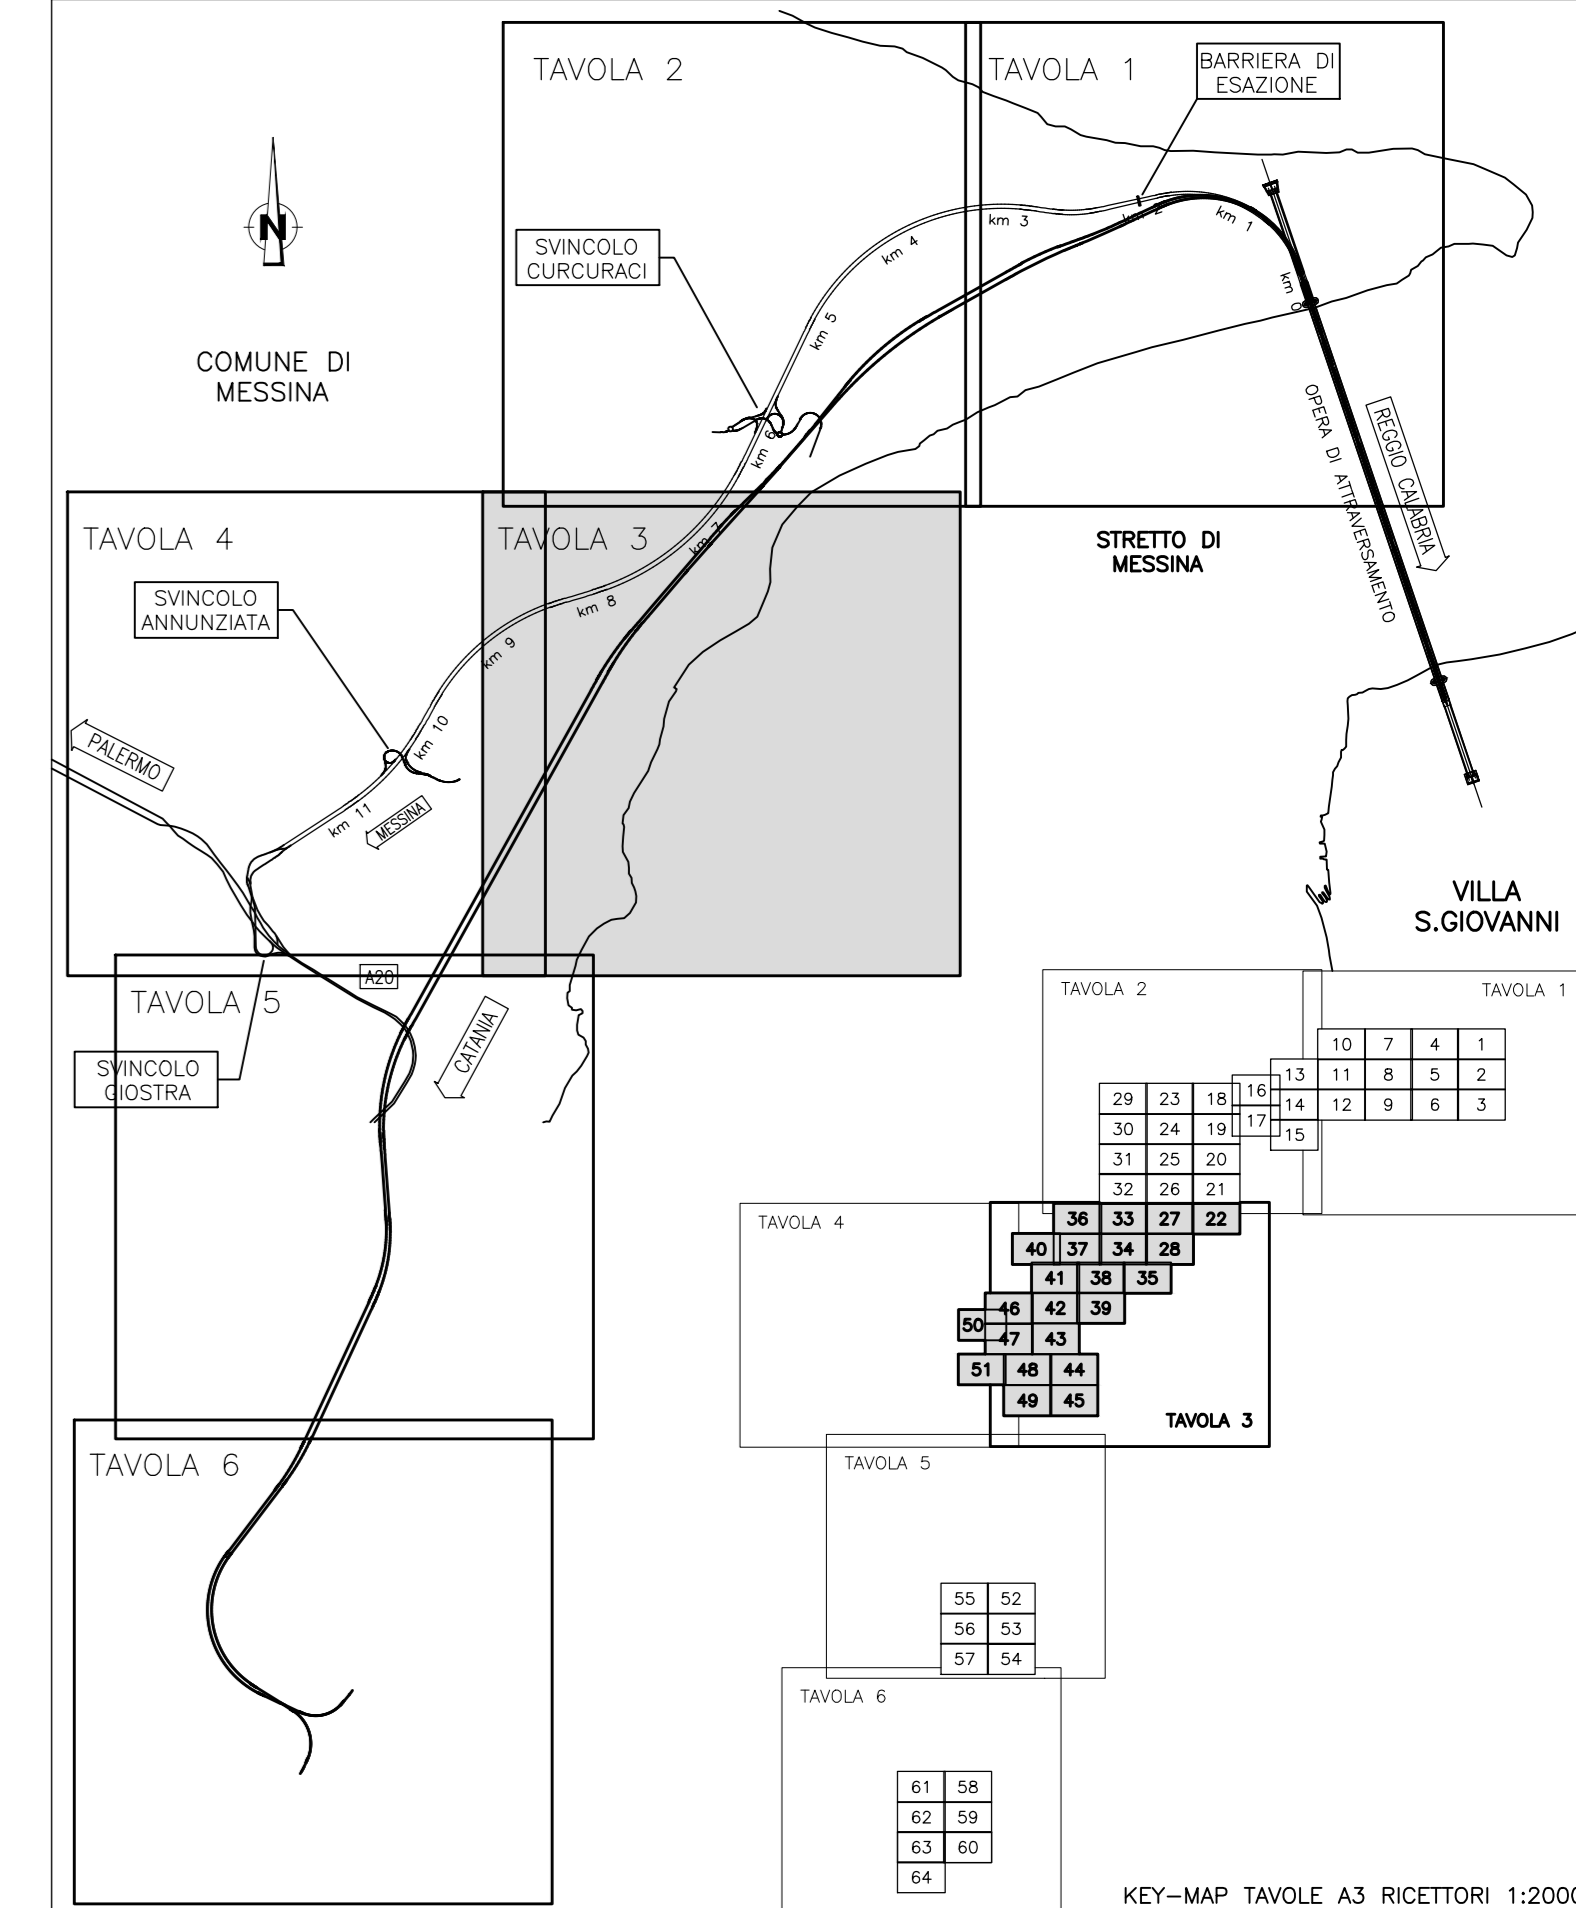 TAVOLA 2
TAVOLA 1
BARRIERA DI
ESAZIONE
N
SVINCOLO
CURCURACI
km 3
km 2
km 1
km 4
km 0
km 5
COMUNE DI
MESSINA
km 6
OPERA DI ATTRAVERSAMENTO
REGGIO CALABRIA
TAVOLA 4
TAVOLA 3
km 7
STRETTO DI
MESSINA
SVINCOLO
ANNUNZIATA
km 8
km 9
km 10
PALERMO
km 11
MESSINA
VILLA
S.GIOVANNI
A20
TAVOLA 5
CATANIA
SVINCOLO
GIOSTRA
TAVOLA 6
TAVOLA 2
TAVOLA 1
10 7 4 1
13 11 8 5 2
16
14 12 9 6 3
17
15
29 23 18
30 24 19
31 25 20
32 26 21
TAVOLA 4
36 33 27 22
40 37 34 28
41 38 35
46 42 39
50
47 43
51 48 44
49 45
TAVOLA 3
TAVOLA 5
55 52
56 53
57 54
TAVOLA 6
61 58
62 59
63 60
64
KEY-MAP TAVOLE A3 RICETTORI 1:2000